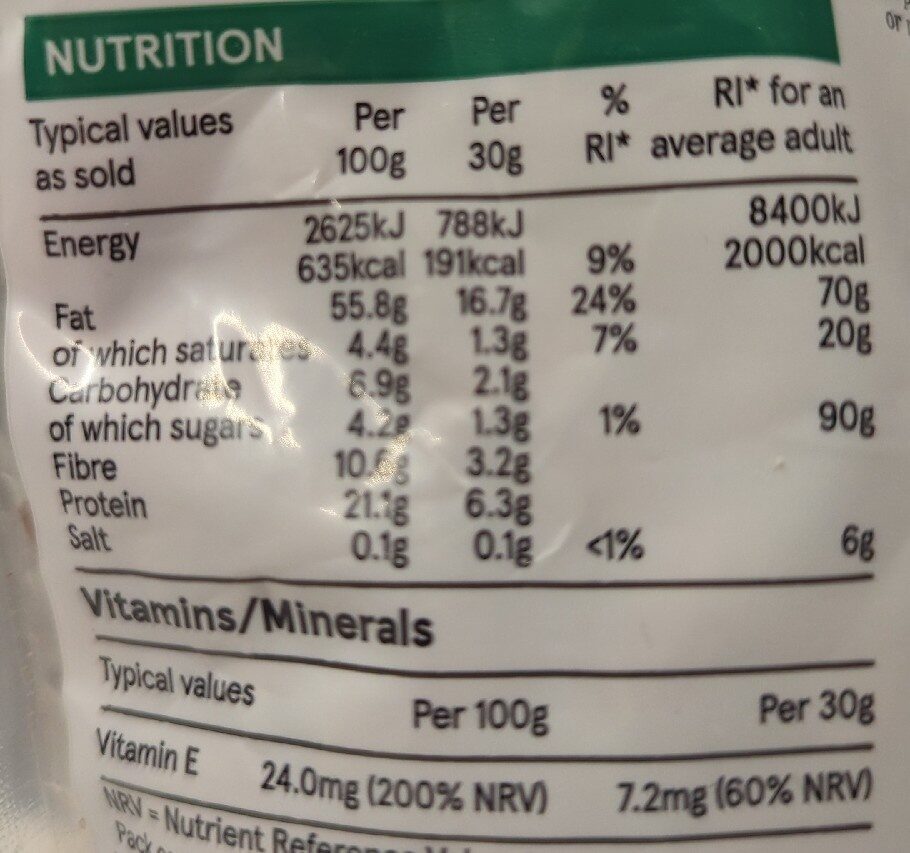 NUTRITION
Typical values as sold Per 100g Per 30g % RI* RI* for an average adult
Energy 2625kJ 788kJ 8400kJ
635kcal 191kcal 9% 2000kcal
Fat 55.8g 16.7g 24% 70g
of which saturates 4.4g 1.3g 7% 20g
Carbohydrate 6.9g 2.1g
of which sugars 4.2g 1.3g 1% 90g
Fibre 3.2g
Protein 21.1g 6.3g
Salt 0.1g 0.1g <1% 6g
Vitamins/Minerals
Typical values Per 100g Per 30g
Vitamin E 24.0mg (200% NRV) 7.2mg (60% NRV)
NRV = Nutrient Reference
or